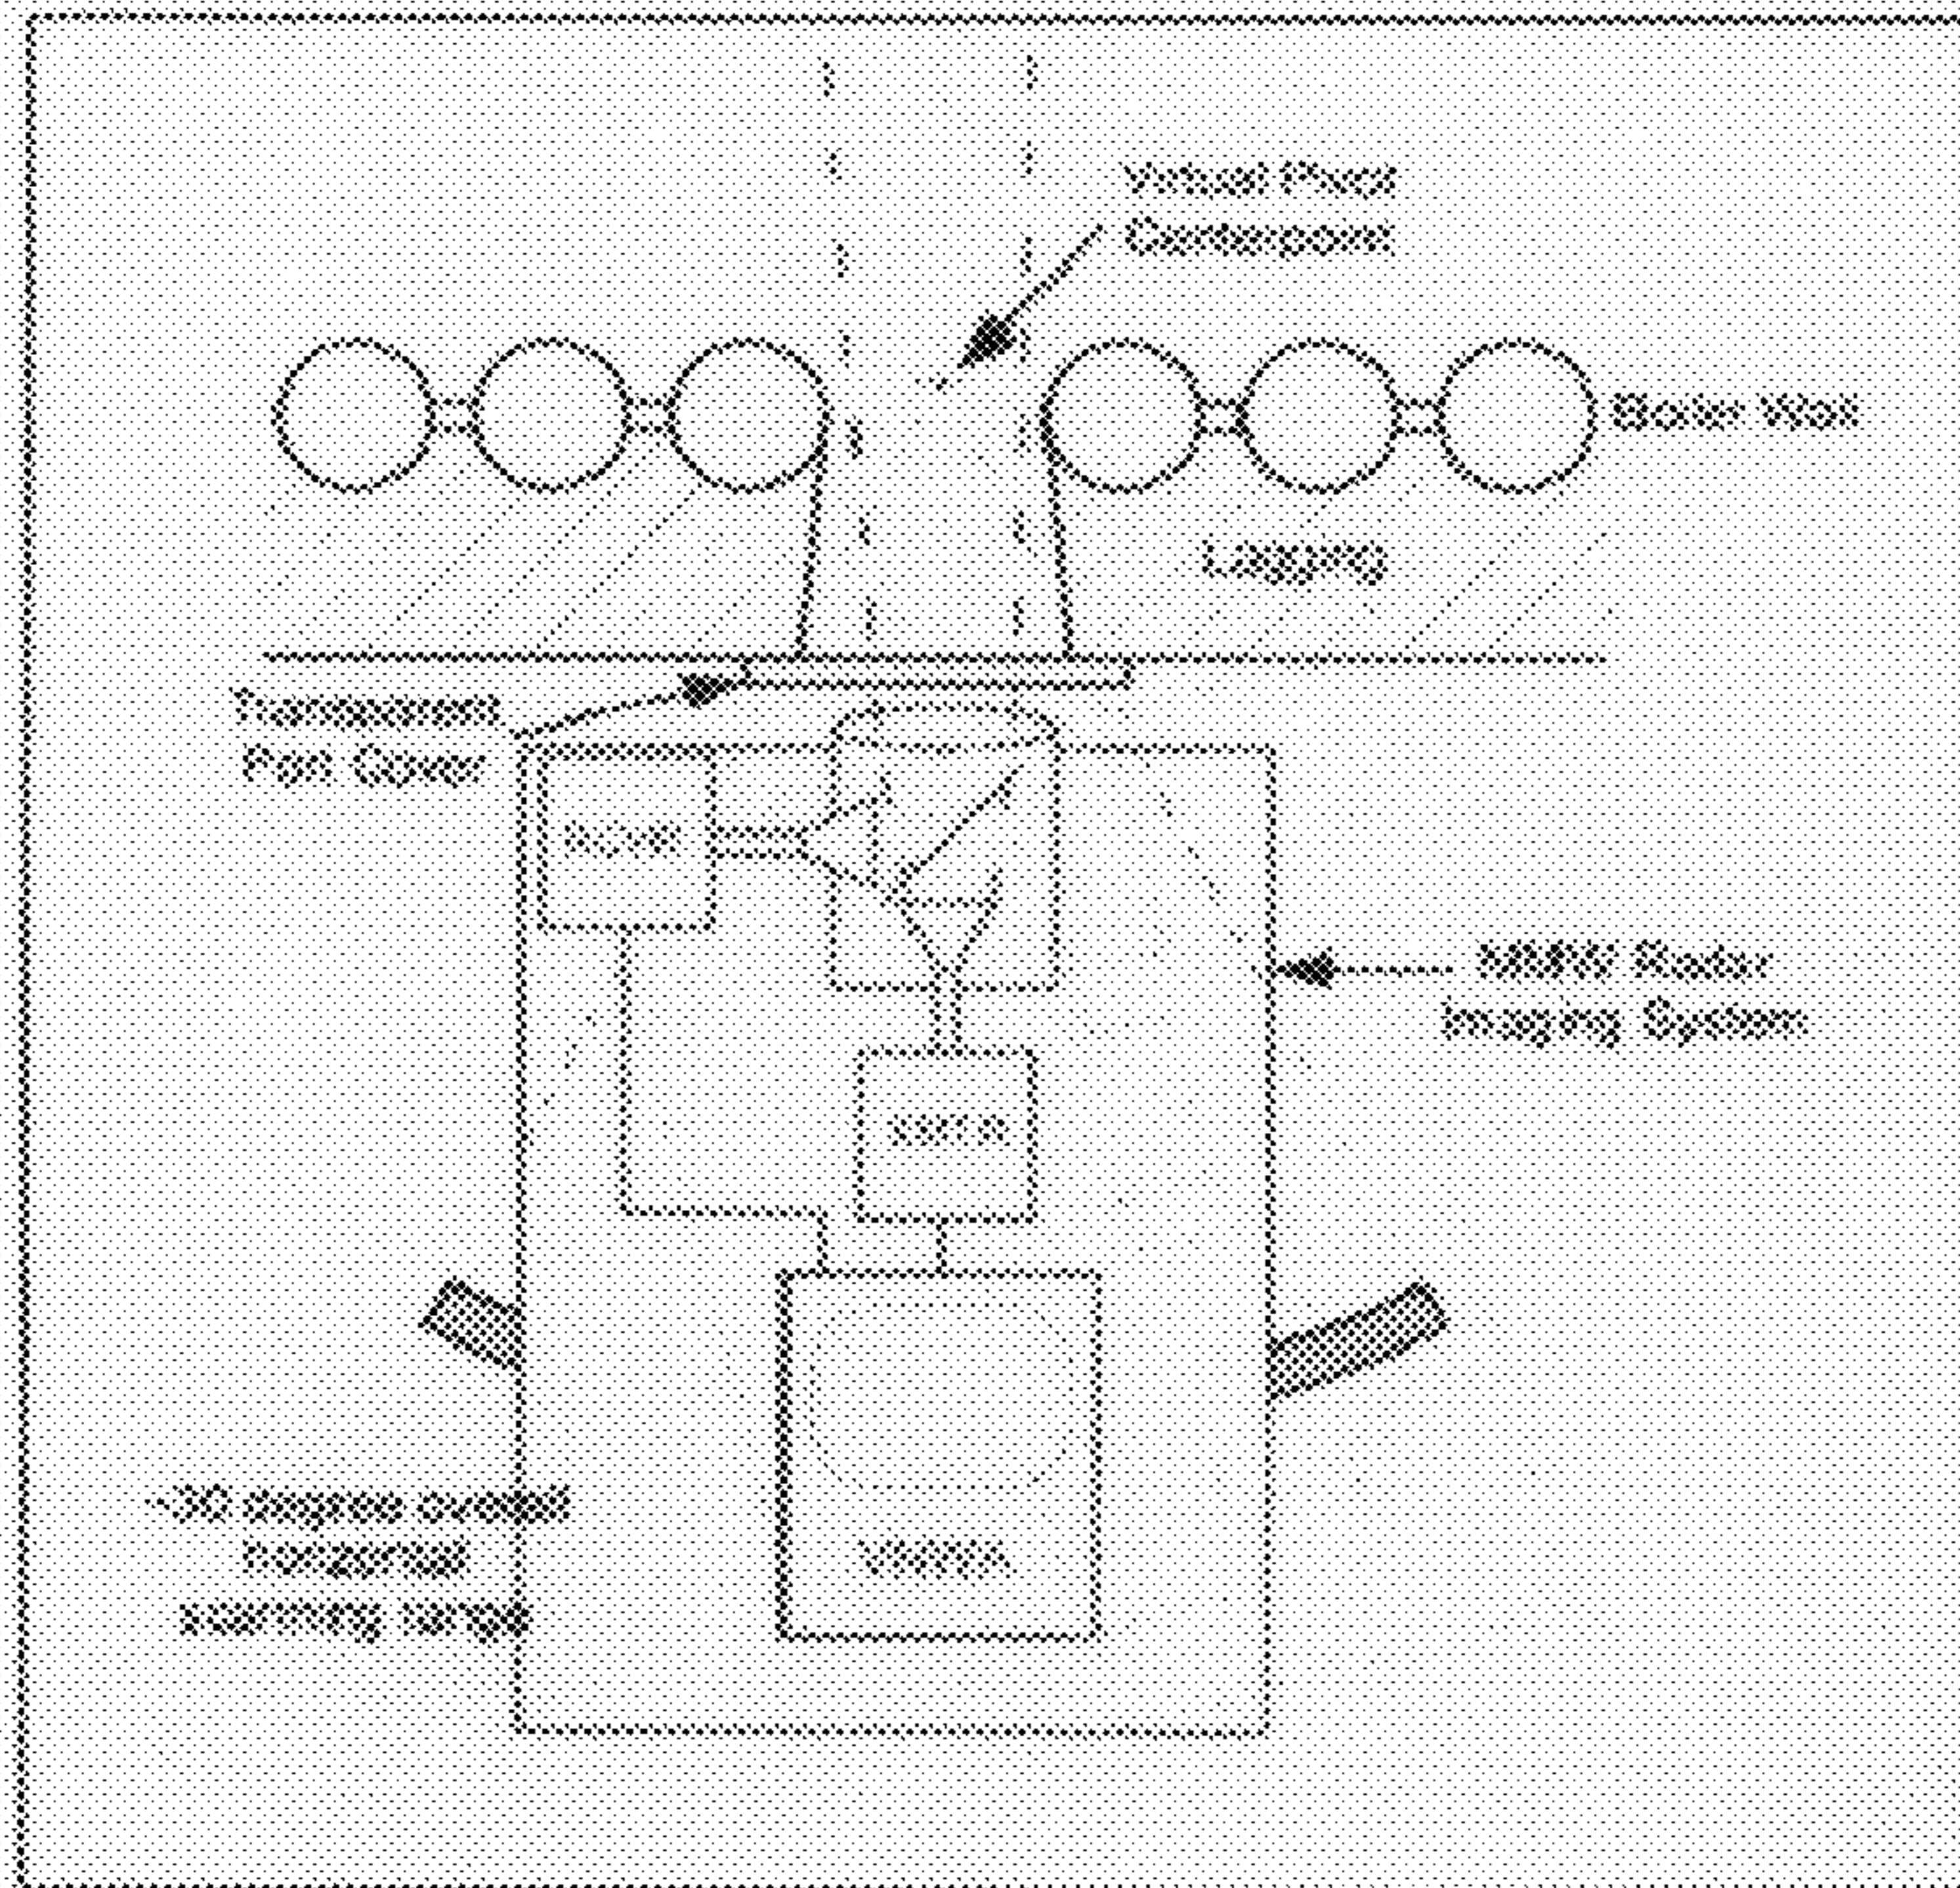 Virtual Pivot
Centerpoint
Boiler Wall
Lagging
Transparent
Port Cover
MMW Radar
Imaging System
~30 degree overall
horizontal
scanning range